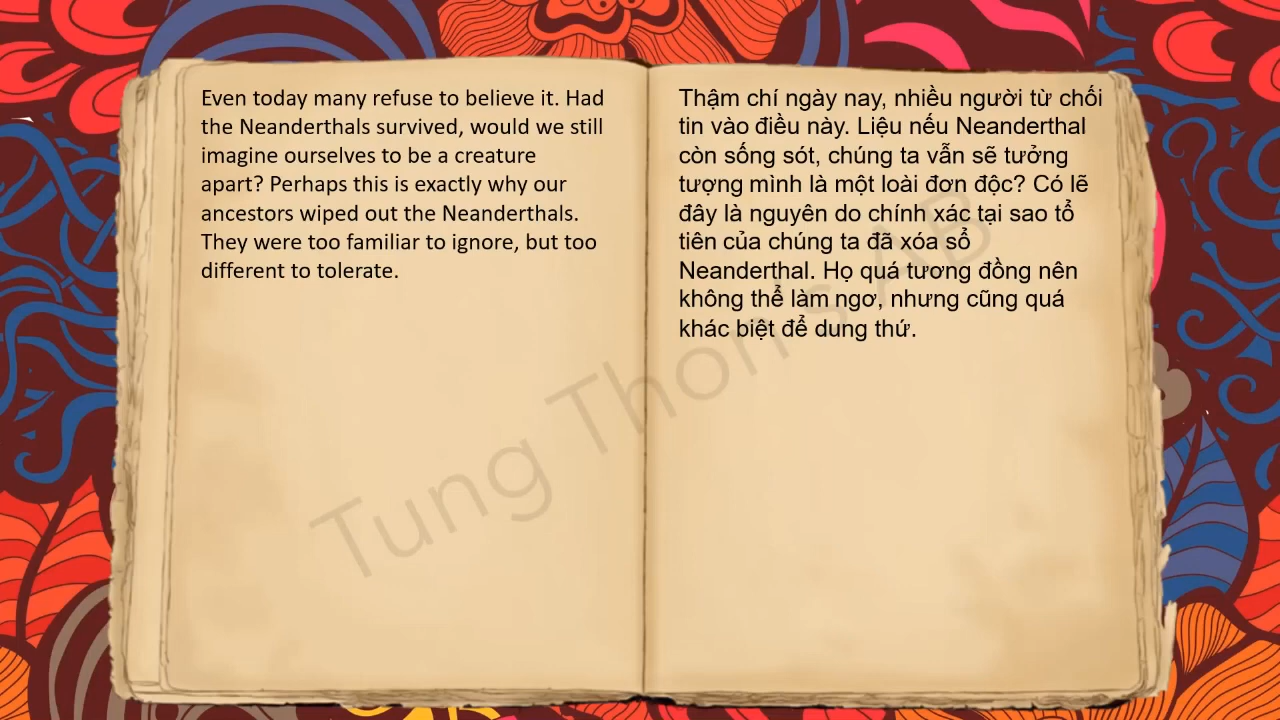 Even today many refuse to believe it. Had
the Neanderthals survived, would we still
imagine ourselves to be a creature
apart? Perhaps this is exactly why our
ancestors wiped out the Neanderthals.
They were too familiar to ignore, but too
different to tolerate.
Thậm chí ngày nay, nhiều người từ chối
tin vào điều này. Liệu nếu Neanderthal
còn sống sót, chúng ta vẫn sẽ tưởng
tượng mình là một loài đơn độc? Có lẽ
đây là nguyên do chính xác tại sao tổ
tiên của chúng ta đã xóa sổ
Neanderthal. Họ quá tương đồng nên
không thể làm ngơ, nhưng cũng quá
khác biệt để dung thứ.
Tung Thon's AB